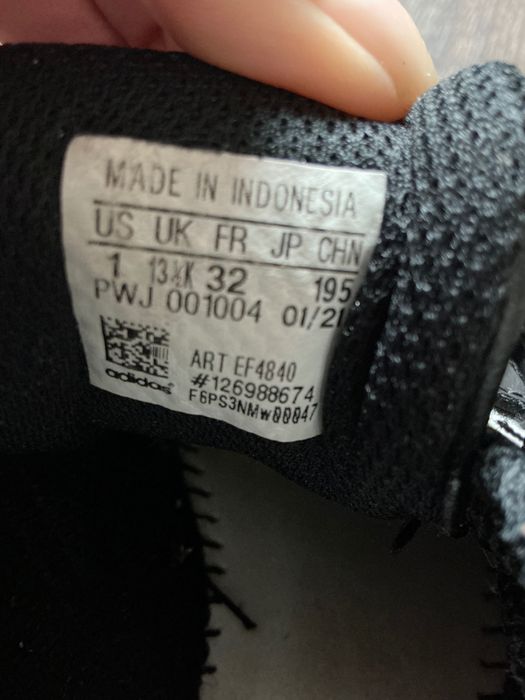 MADE IN INDONESIA
US UK FR JP CHN
1 13½K 32 195
PWJ 001004 01/21
ART EF4840
#126988674
adidas F6PS3NMw00047